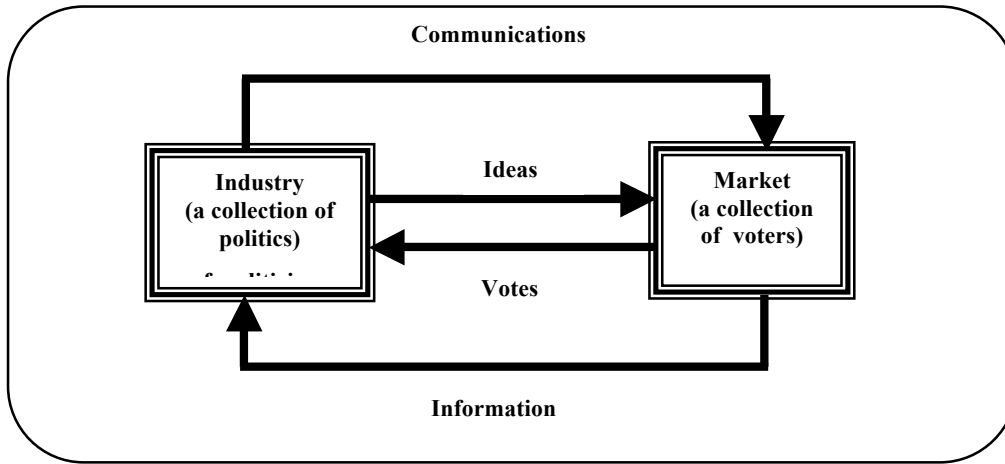 Communications
Industry
(a collection of
politics)
Ideas
Market
(a collection
of voters)
Votes
Information